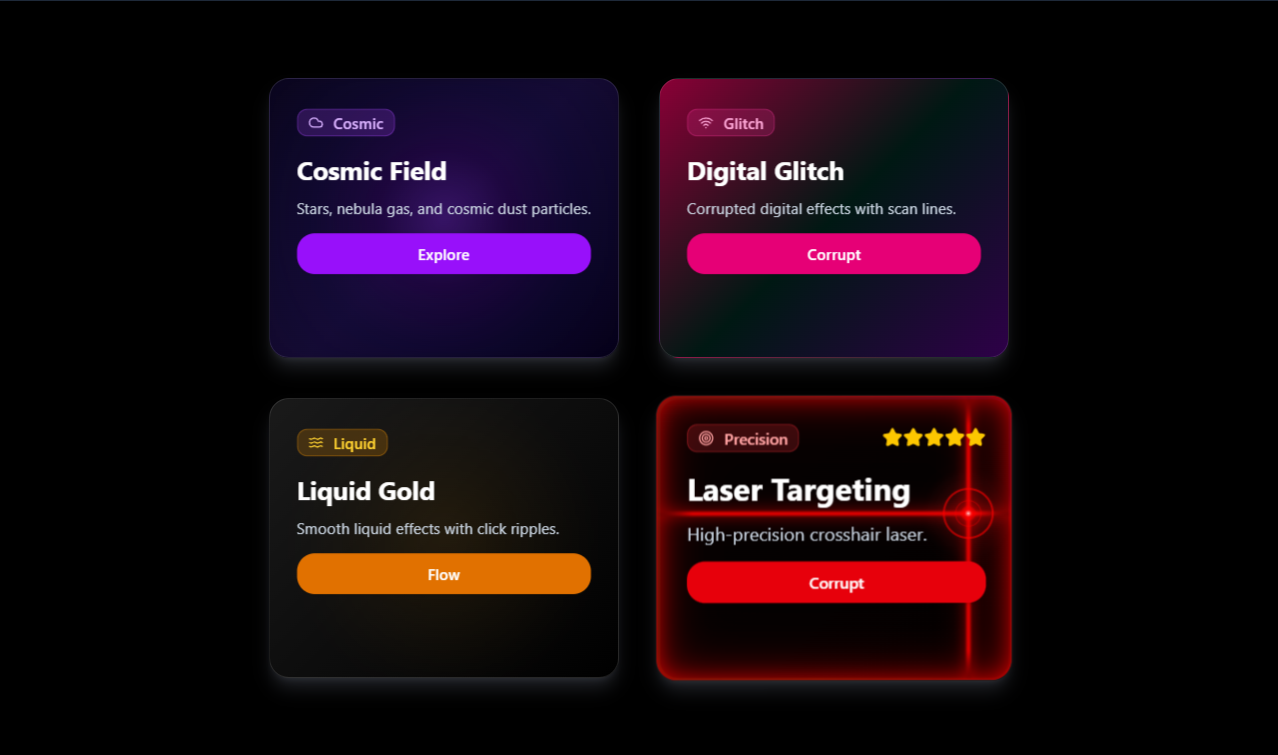 Cosmic
Cosmic Field
Stars, nebula gas, and cosmic dust particles.
Explore
Glitch
Digital Glitch
Corrupted digital effects with scan lines.
Corrupt
Liquid
Liquid Gold
Smooth liquid effects with click ripples.
Flow
Precision
Laser Targeting
High-precision crosshair laser.
Corrupt